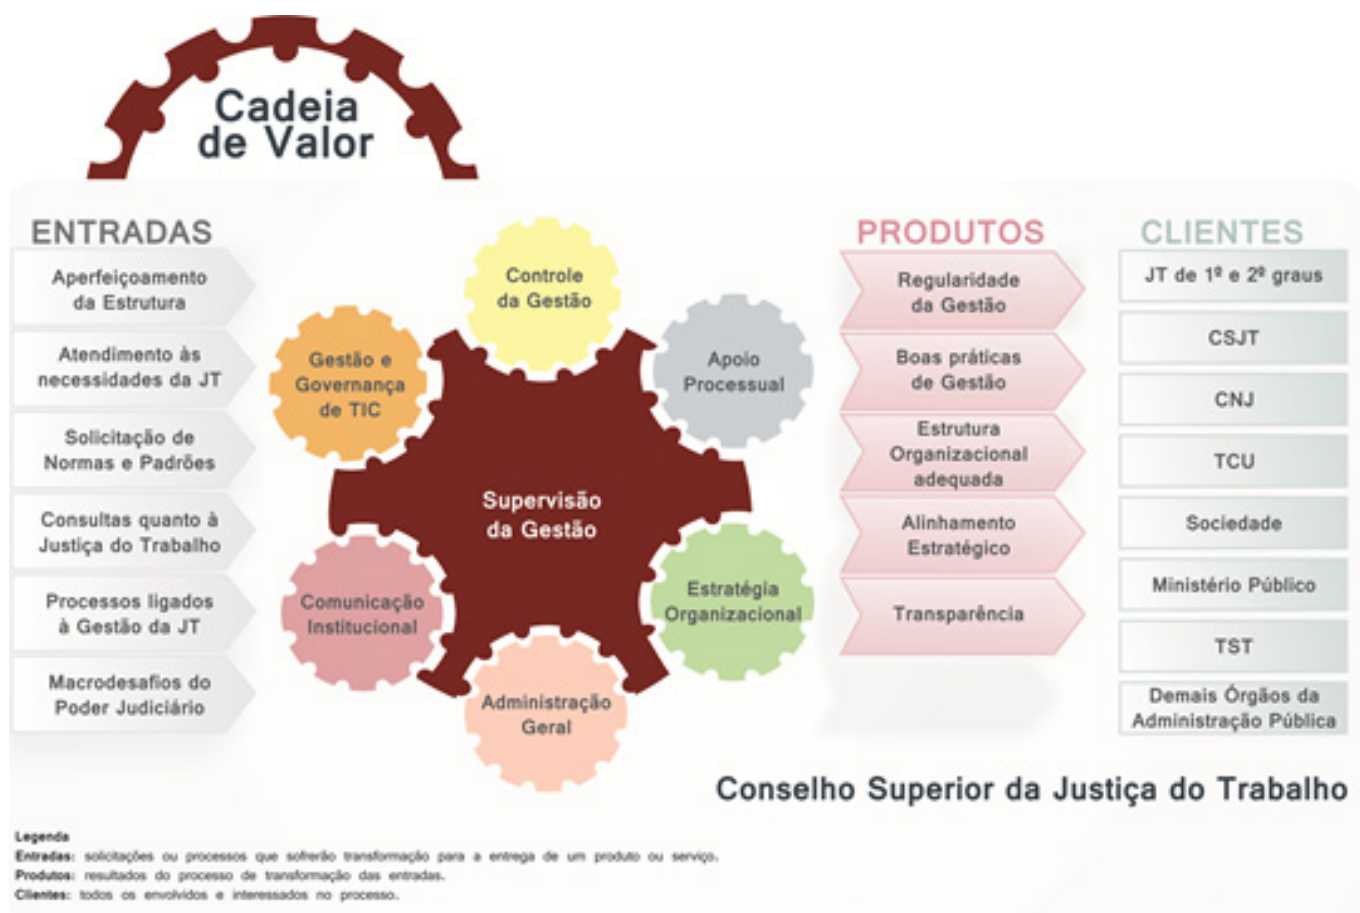 Cadeia
de Valor
ENTRADAS
Aperfeiçoamento
da Estrutura
Atendimento às
necessidades da JT
Solicitação de
Normas e Padrões
Consultas quanto à
Justiça do Trabalho
Processos ligados
à Gestão da JT
Macrodesafios do
Poder Judiciário
Controle
da Gestão
Gestão e
Governança
de TIC
Apoio
Processual
Supervisão
da Gestão
Comunicação
Institucional
Estratégia
Organizacional
Administração
Geral
PRODUTOS
Regularidade
da Gestão
Boas práticas
de Gestão
Estrutura
Organizacional
adequada
Alinhamento
Estratégico
Transparência
CLIENTES
JT de 1º e 2º graus
CSJT
CNJ
TCU
Sociedade
Ministério Público
TST
Demais Órgãos da
Administração Pública
Conselho Superior da Justiça do Trabalho
Legenda
Entradas: solicitações ou processos que sofrerão transformação para a entrega de um produto ou serviço.
Produtos: resultados do processo de transformação das entradas.
Clientes: todos os envolvidos e interessados no processo.